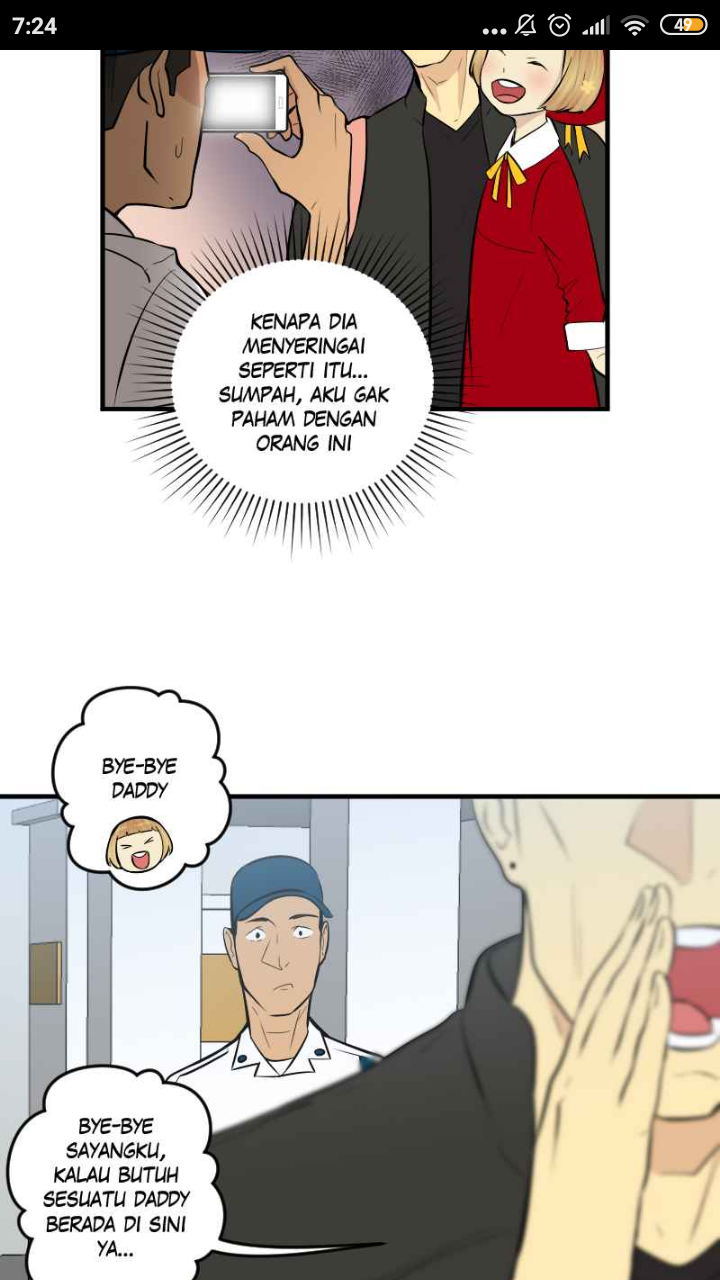 7:24
49
KENAPA DIA
MENYERINGAI
SEPERTI ITU...
SUMPAH, AKU GAK
PAHAM DENGAN
ORANG INI
BYE-BYE
DADDY
BYE-BYE
SAYANGKU,
KALAU BUTUH
SESUATU DADDY
BERADA DI SINI
YA...